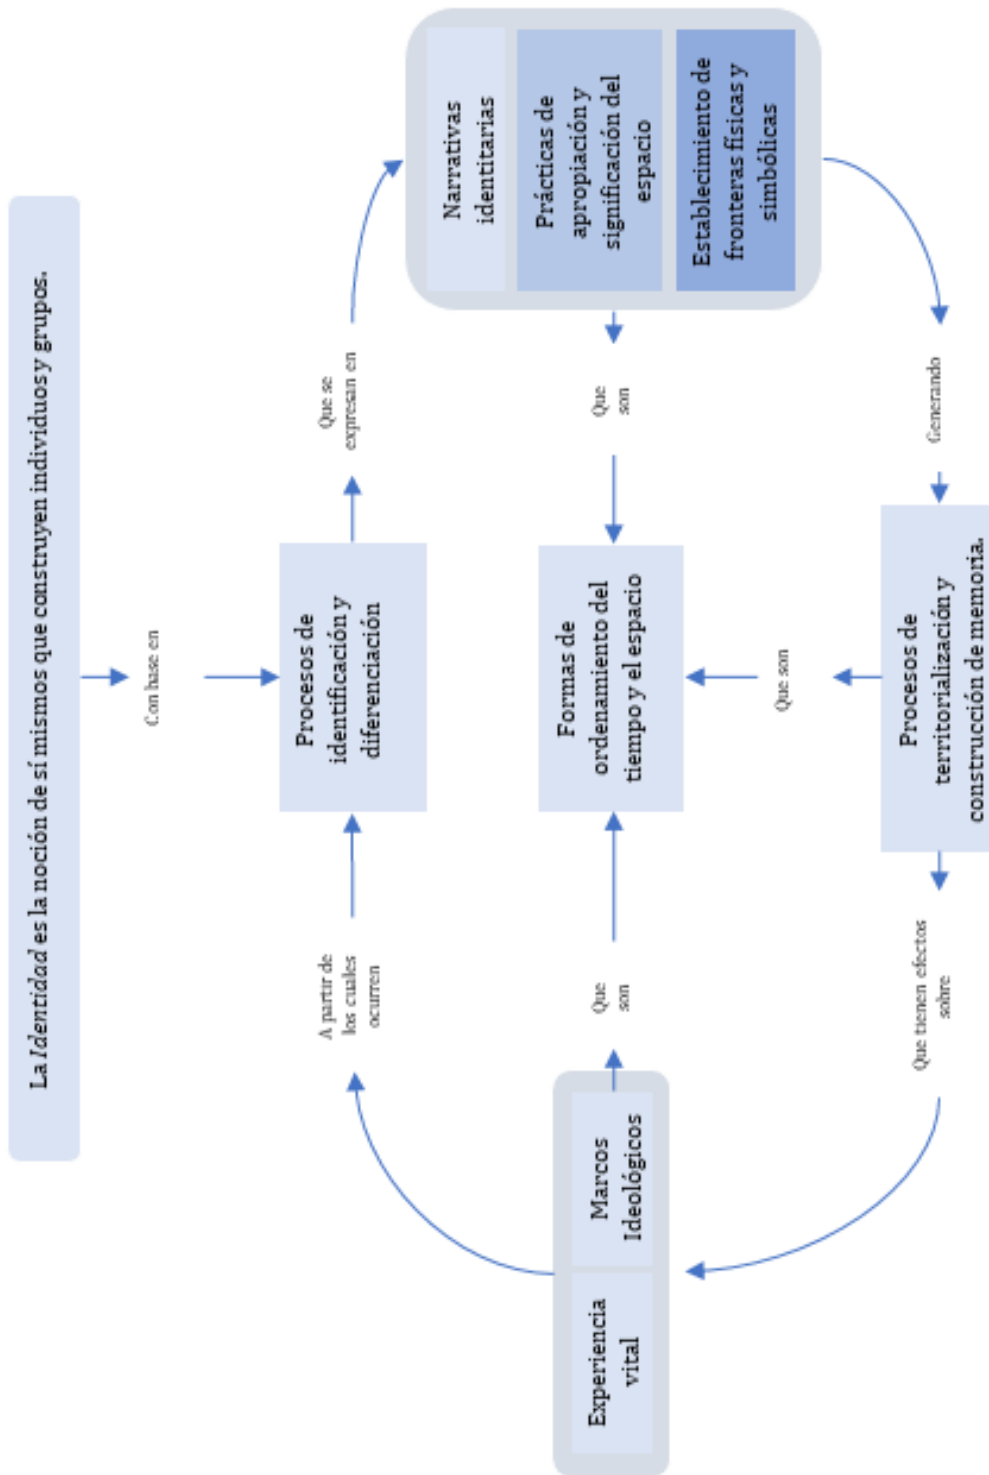 La Identidad es la noción de sí mismos que construyen individuos y grupos.
Con base en
A partir de
los cuales
ocurren
Procesos de
identificación y
diferenciación
Que se
expresan en
Narrativas
identitarias
Prácticas de
apropiación y
significación del
espacio
Establecimiento de
fronteras físicas y
simbólicas
Experiencia
vital
Marcos
Ideológicos
Que
son
Formas de
ordenamiento del
tiempo y el espacio
Que
son
Que son
Que tienen efectos
sobre
Procesos de
territorialización y
construcción de memoria.
Generando